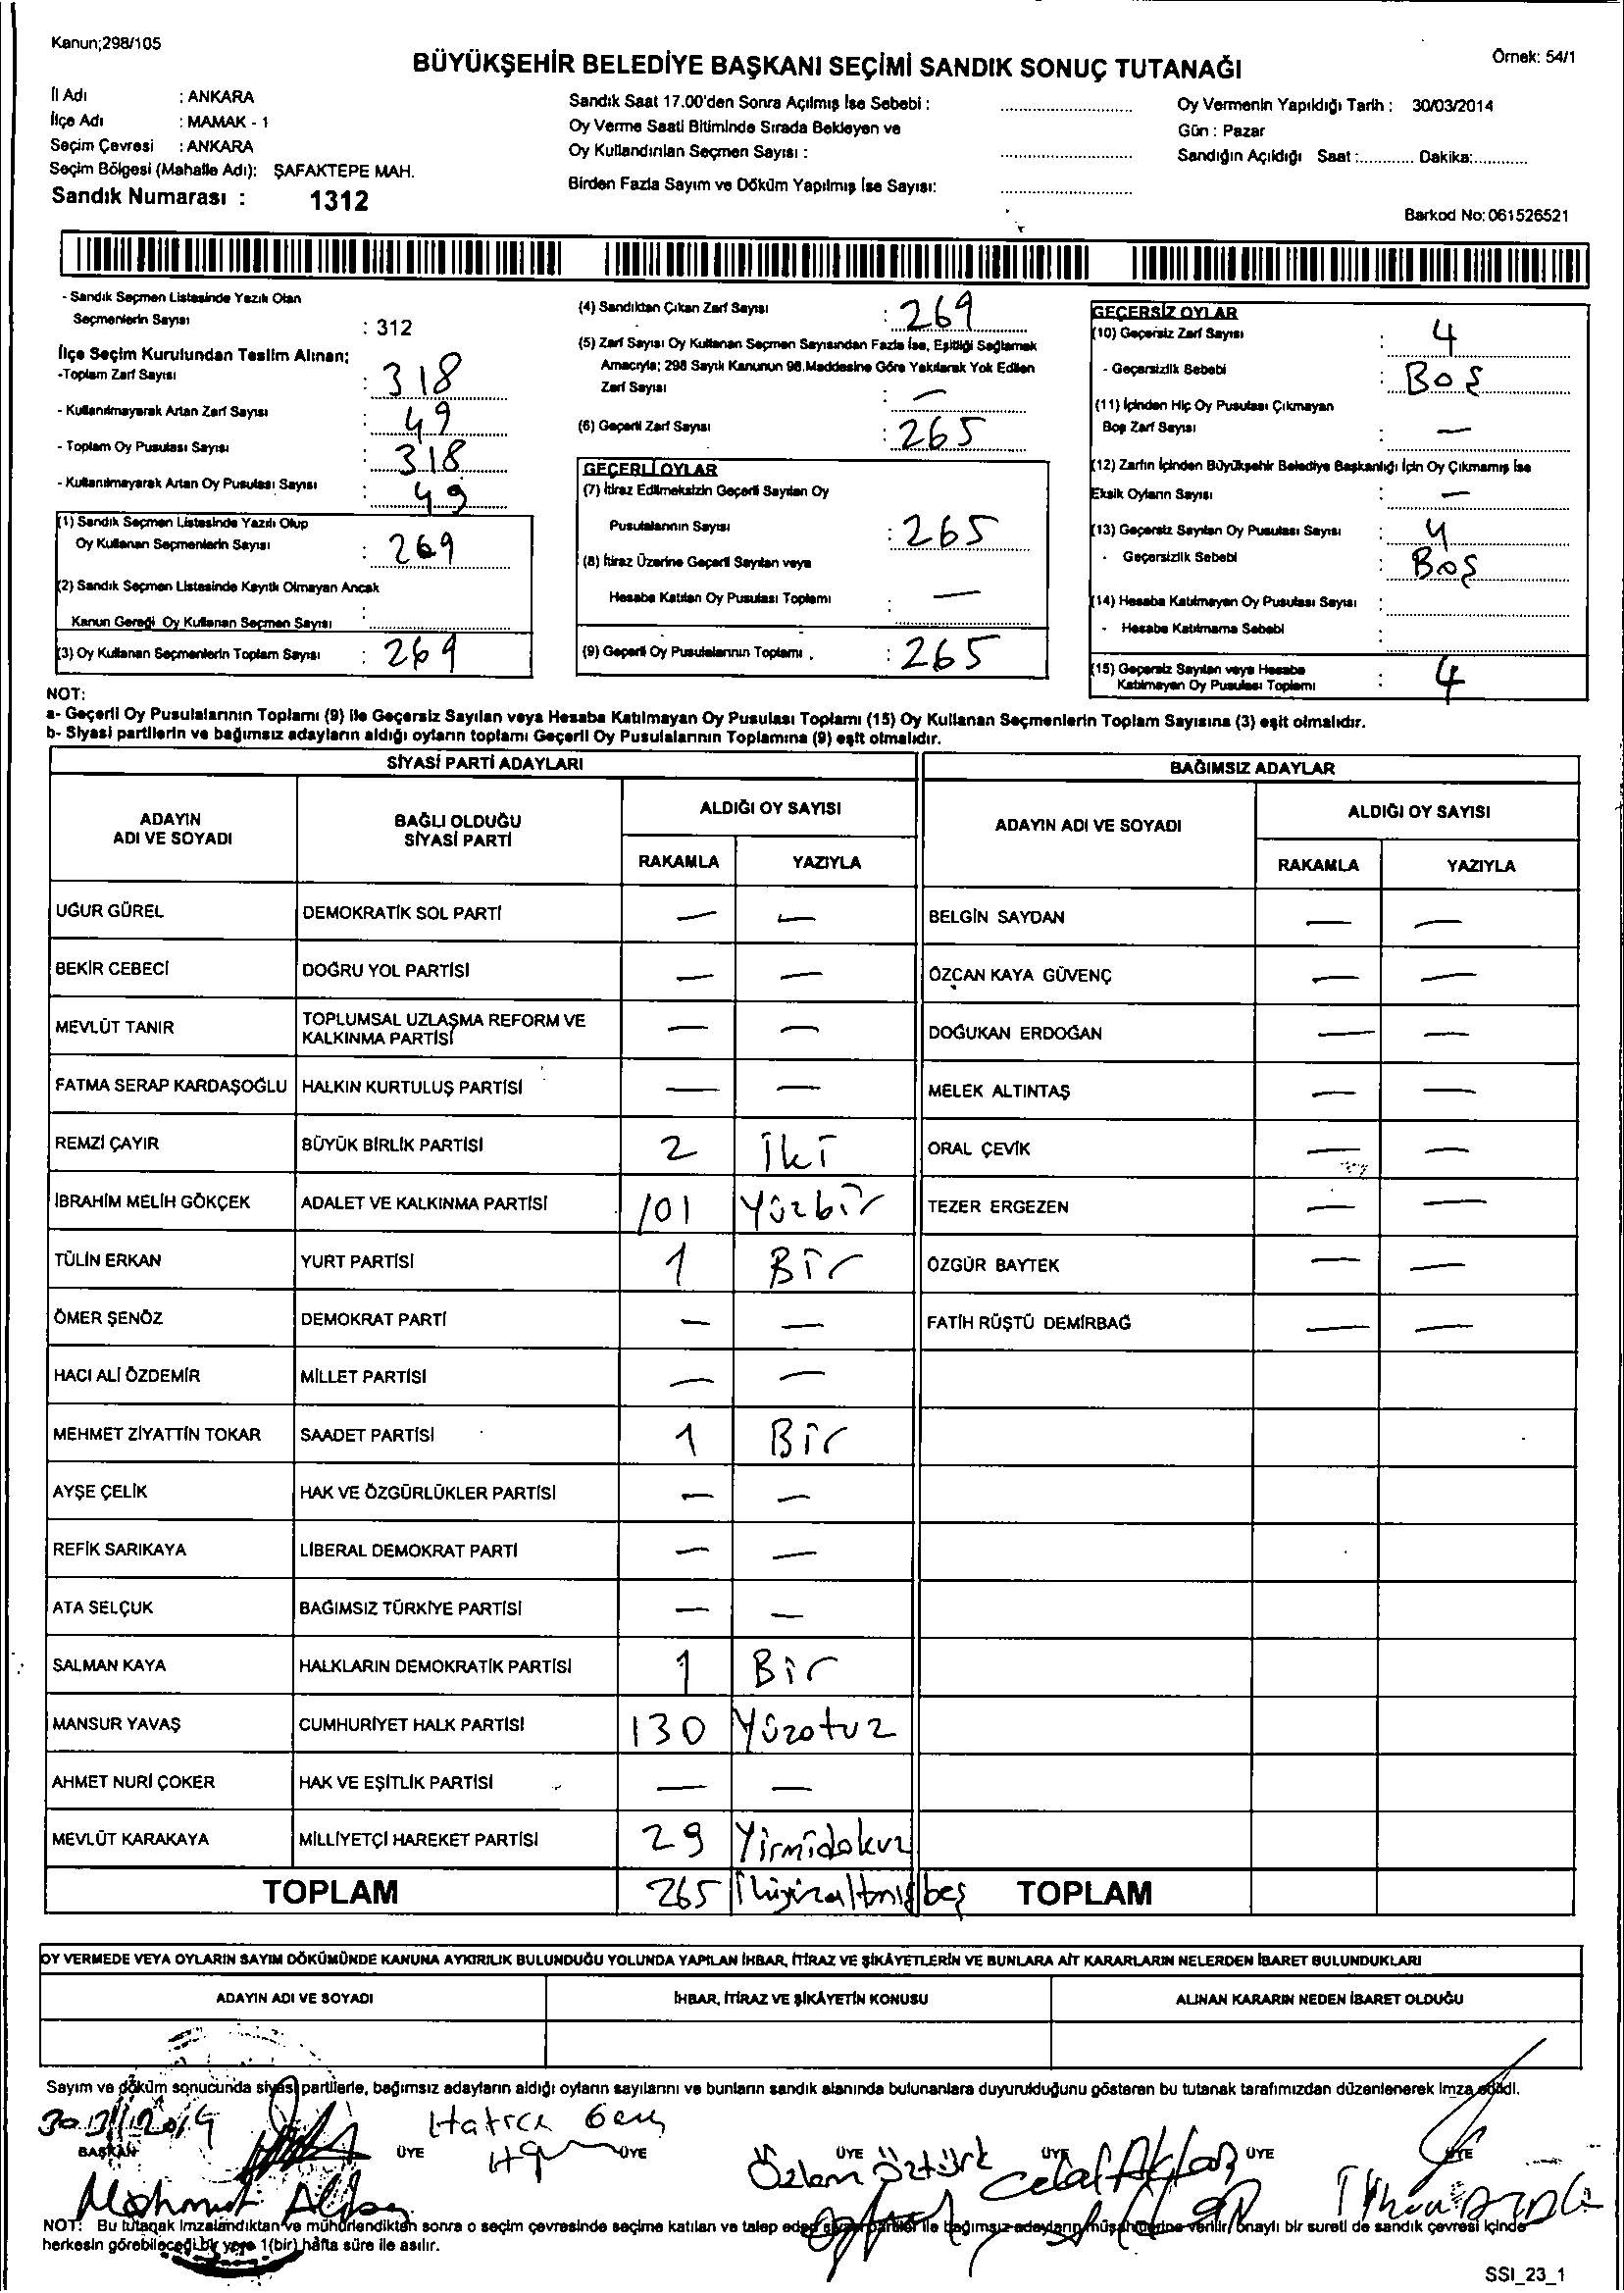 Kanun;298/105
Örnek: 54/1
BÜYÜKŞEHİR BELEDİYE BAŞKANI SEÇİMİ SANDIK SONUÇ TUTANAĞI
İl Adı : ANKARA
İlçe Adı : MAMAK - 1
Seçim Çevresi : ANKARA
Seçim Bölgesi (Mahalle Adı): ŞAFAKTEPE MAH.
Sandık Numarası : 1312
Sandık Saat 17.00'den Sonra Açılmış İse Sebebi :
Oy Verme Saati Bitiminde Sırada Bekleyen ve
Oy Kullandırılan Seçmen Sayısı :
Birden Fazla Sayım ve Döküm Yapılmış İse Sayısı:
Oy Vermenin Yapıldığı Tarih : 30/03/2014
Gün : Pazar
Sandığın Açıldığı Saat :............ Dakika:............
Barkod No: 061526521
- Sandık Seçmen Listesinde Yazılı Olan
Seçmenlerin Sayısı : 312
İlçe Seçim Kurulundan Teslim Alınan;
-Toplam Zarf Sayısı : 318
- Kullanılmayarak Artan Zarf Sayısı : 49
- Toplam Oy Pusulası Sayısı : 318
- Kullanılmayarak Artan Oy Pusulası Sayısı : 49
(1) Sandık Seçmen Listesinde Yazılı Olup
Oy Kullanan Seçmenlerin Sayısı : 269
(2) Sandık Seçmen Listesinde Kayıtlı Olmayan Ancak
Kanun Gereği Oy Kullanan Seçmen Sayısı :
(3) Oy Kullanan Seçmenlerin Toplam Sayısı : 269
(4) Sandıktan Çıkan Zarf Sayısı : 269
(5) Zarf Sayısı Oy Kullanan Seçmen Sayısından Fazla İse, Eşitliği Sağlamak
Amacıyla; 298 Sayılı Kanunun 98.Maddesine Göre Yakılarak Yok Edilen
Zarf Sayısı : —
(6) Geçerli Zarf Sayısı : 265
GEÇERLİ OYLAR
(7) İtiraz Edilmeksizin Geçerli Sayılan Oy
Pusulalarının Sayısı : 265
(8) İtiraz Üzerine Geçerli Sayılan veya
Hesaba Katılan Oy Pusulası Toplamı : —
(9) Geçerli Oy Pusulalarının Toplamı : 265
GEÇERSİZ OYLAR
(10) Geçersiz Zarf Sayısı : 4
- Geçersizlik Sebebi : Boş
(11) İçinden Hiç Oy Pusulası Çıkmayan
Boş Zarf Sayısı : —
(12) Zarfın İçinden Büyükşehir Belediye Başkanlığı İçin Oy Çıkmamış İse
Eksik Oyların Sayısı : —
(13) Geçersiz Sayılan Oy Pusulası Sayısı : 4
- Geçersizlik Sebebi : Boş
(14) Hesaba Katılmayan Oy Pusulası Sayısı :
- Hesaba Katılmama Sebebi :
(15) Geçersiz Sayılan veya Hesaba
Katılmayan Oy Pusulası Toplamı : 4
NOT:
a- Geçerli Oy Pusulalarının Toplamı (9) ile Geçersiz Sayılan veya Hesaba Katılmayan Oy Pusulası Toplamı (15) Oy Kullanan Seçmenlerin Toplam Sayısına (3) eşit olmalıdır.
b- Siyasi partilerin ve bağımsız adayların aldığı oyların toplamı Geçerli Oy Pusulalarının Toplamına (9) eşit olmalıdır.
SİYASİ PARTİ ADAYLARI
BAĞIMSIZ ADAYLAR
ADAYIN ADI VE SOYADI
BAĞLI OLDUĞU SİYASİ PARTİ
ALDIĞI OY SAYISI
RAKAMLA YAZIYLA
ADAYIN ADI VE SOYADI
ALDIĞI OY SAYISI
RAKAMLA YAZIYLA
UĞUR GÜREL DEMOKRATİK SOL PARTİ — — BELGİN SAYDAN — —
BEKİR CEBECİ DOĞRU YOL PARTİSİ — — ÖZCAN KAYA GÜVENÇ — —
MEVLÜT TANIR TOPLUMSAL UZLAŞMA REFORM VE KALKINMA PARTİSİ — — DOĞUKAN ERDOĞAN — —
FATMA SERAP KARDAŞOĞLU HALKIN KURTULUŞ PARTİSİ — — MELEK ALTINTAŞ — —
REMZİ ÇAYIR BÜYÜK BİRLİK PARTİSİ 2 İki ORAL ÇEVİK — —
İBRAHİM MELİH GÖKÇEK ADALET VE KALKINMA PARTİSİ 101 Yüzbir TEZER ERGEZEN — —
TÜLİN ERKAN YURT PARTİSİ 1 Bir ÖZGÜR BAYTEK — —
ÖMER ŞENÖZ DEMOKRAT PARTİ — — FATİH RÜŞTÜ DEMİRBAĞ — —
HACI ALİ ÖZDEMİR MİLLET PARTİSİ — —
MEHMET ZİYATTİN TOKAR SAADET PARTİSİ 1 Bir
AYŞE ÇELİK HAK VE ÖZGÜRLÜKLER PARTİSİ — —
REFİK SARIKAYA LİBERAL DEMOKRAT PARTİ — —
ATA SELÇUK BAĞIMSIZ TÜRKİYE PARTİSİ — —
SALMAN KAYA HALKLARIN DEMOKRATİK PARTİSİ 1 Bir
MANSUR YAVAŞ CUMHURİYET HALK PARTİSİ 130 Yüzotuz
AHMET NURİ ÇOKER HAK VE EŞİTLİK PARTİSİ — —
MEVLÜT KARAKAYA MİLLİYETÇİ HAREKET PARTİSİ 29 Yirmidokuz
TOPLAM 265 İkiyüzaltmışbeş TOPLAM
OY VERMEDE VEYA OYLARIN SAYIM DÖKÜMÜNDE KANUNA AYKIRILIK BULUNDUĞU YOLUNDA YAPILAN İHBAR, İTİRAZ VE ŞİKÂYETLERİN VE BUNLARA AİT KARARLARIN NELERDEN İBARET BULUNDUKLARI
ADAYIN ADI VE SOYADI İHBAR, İTİRAZ VE ŞİKÂYETİN KONUSU ALINAN KARARIN NEDEN İBARET OLDUĞU
Sayım ve döküm sonucunda siyasi partilerle, bağımsız adayların aldığı oyların sayılarını ve bunların sandık alanında bulunanlara duyurulduğunu gösteren bu tutanak tarafımızdan düzenlenerek imza edildi.
Hatice
BAŞKAN ÜYE ÜYE ÜYE ÜYE ÜYE ÜYE
Özlem Öztürk Celal
NOT: Bu tutanak imzalandıktan ve mühürlendikten sonra o seçim çevresinde seçime katılan ve talep eden siyasi partiler ile bağımsız adayların müşahitlerine verilir/ onaylı bir sureti de sandık çevresi içinde
herkesin görebileceği bir yere 1(bir) hafta süre ile asılır.
SSI_23_1